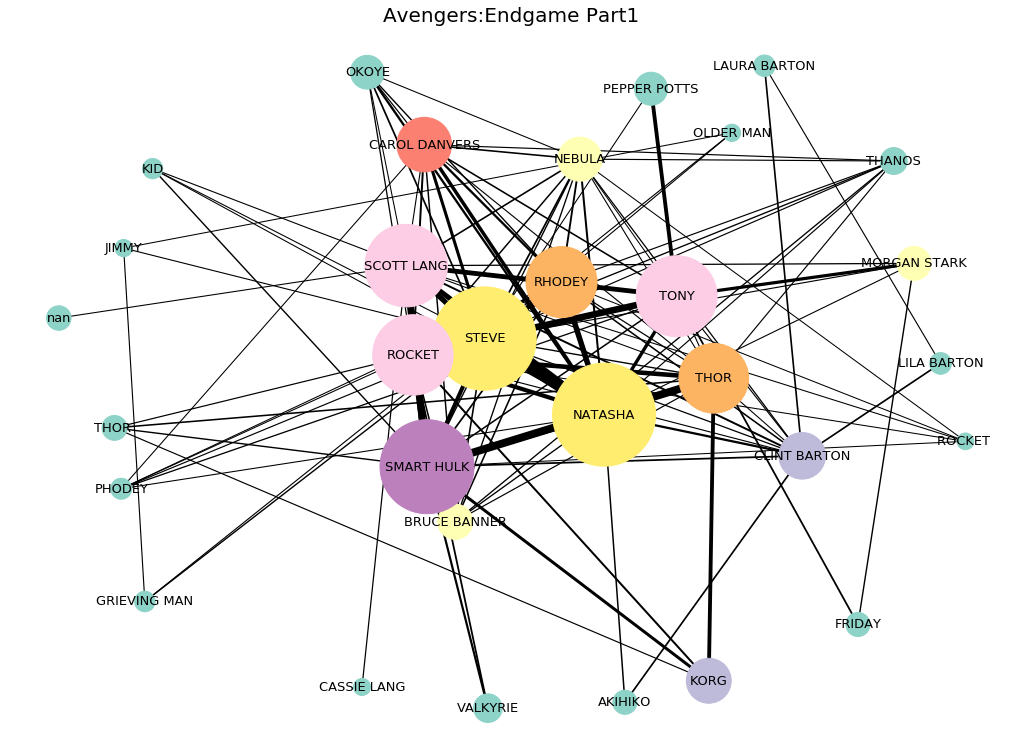 Avengers:Endgame Part1
LAURA BARTON
OKOYE
PEPPER POTTS
OLDER MAN
CAROL DANVERS
NEBULA
THANOS
KID
JIMMY
MORGAN STARK
SCOTT LANG
RHODEY
TONY
nan
STEVE
ROCKET
LILA BARTON
THOR
NATASHA
THOR
ROCKET
CLINT BARTON
SMART HULK
PHODEY
BRUCE BANNER
GRIEVING MAN
FRIDAY
KORG
CASSIE LANG
AKIHIKO
VALKYRIE